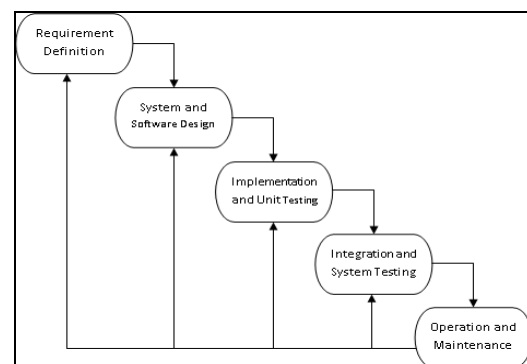 Requirement
Definition
System and
Software Design
Implementation
and Unit Testing
Integration and
System Testing
Operation and
Maintenance